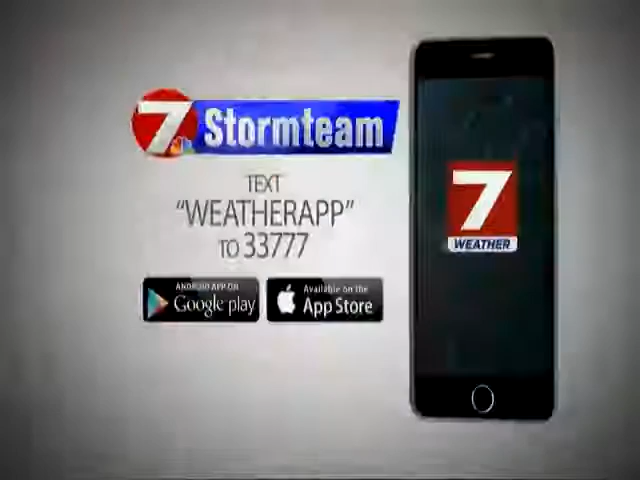 7 Stormteam
TEXT
"WEATHERAPP"
TO 33777
ANDROID APP ON
Google play
Available on the
App Store
7
WEATHER